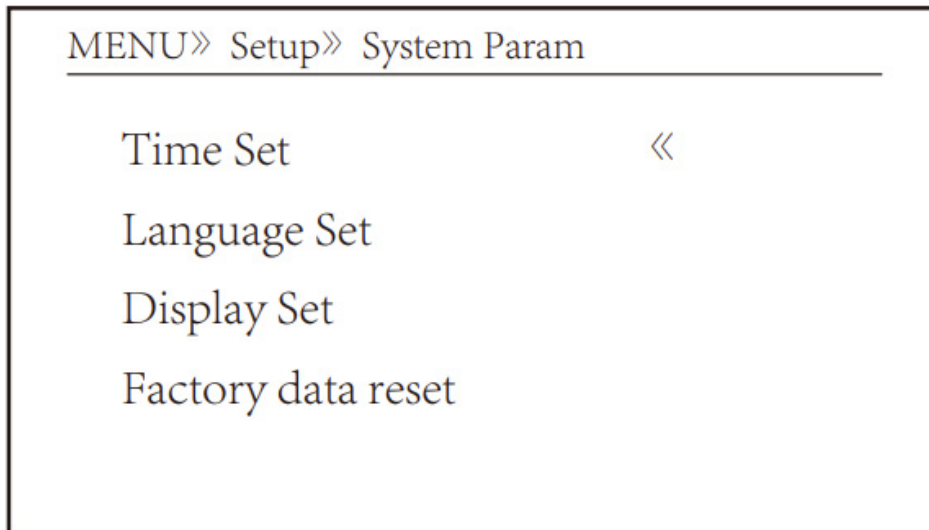 MENU» Setup» System Param
Time Set «
Language Set
Display Set
Factory data reset